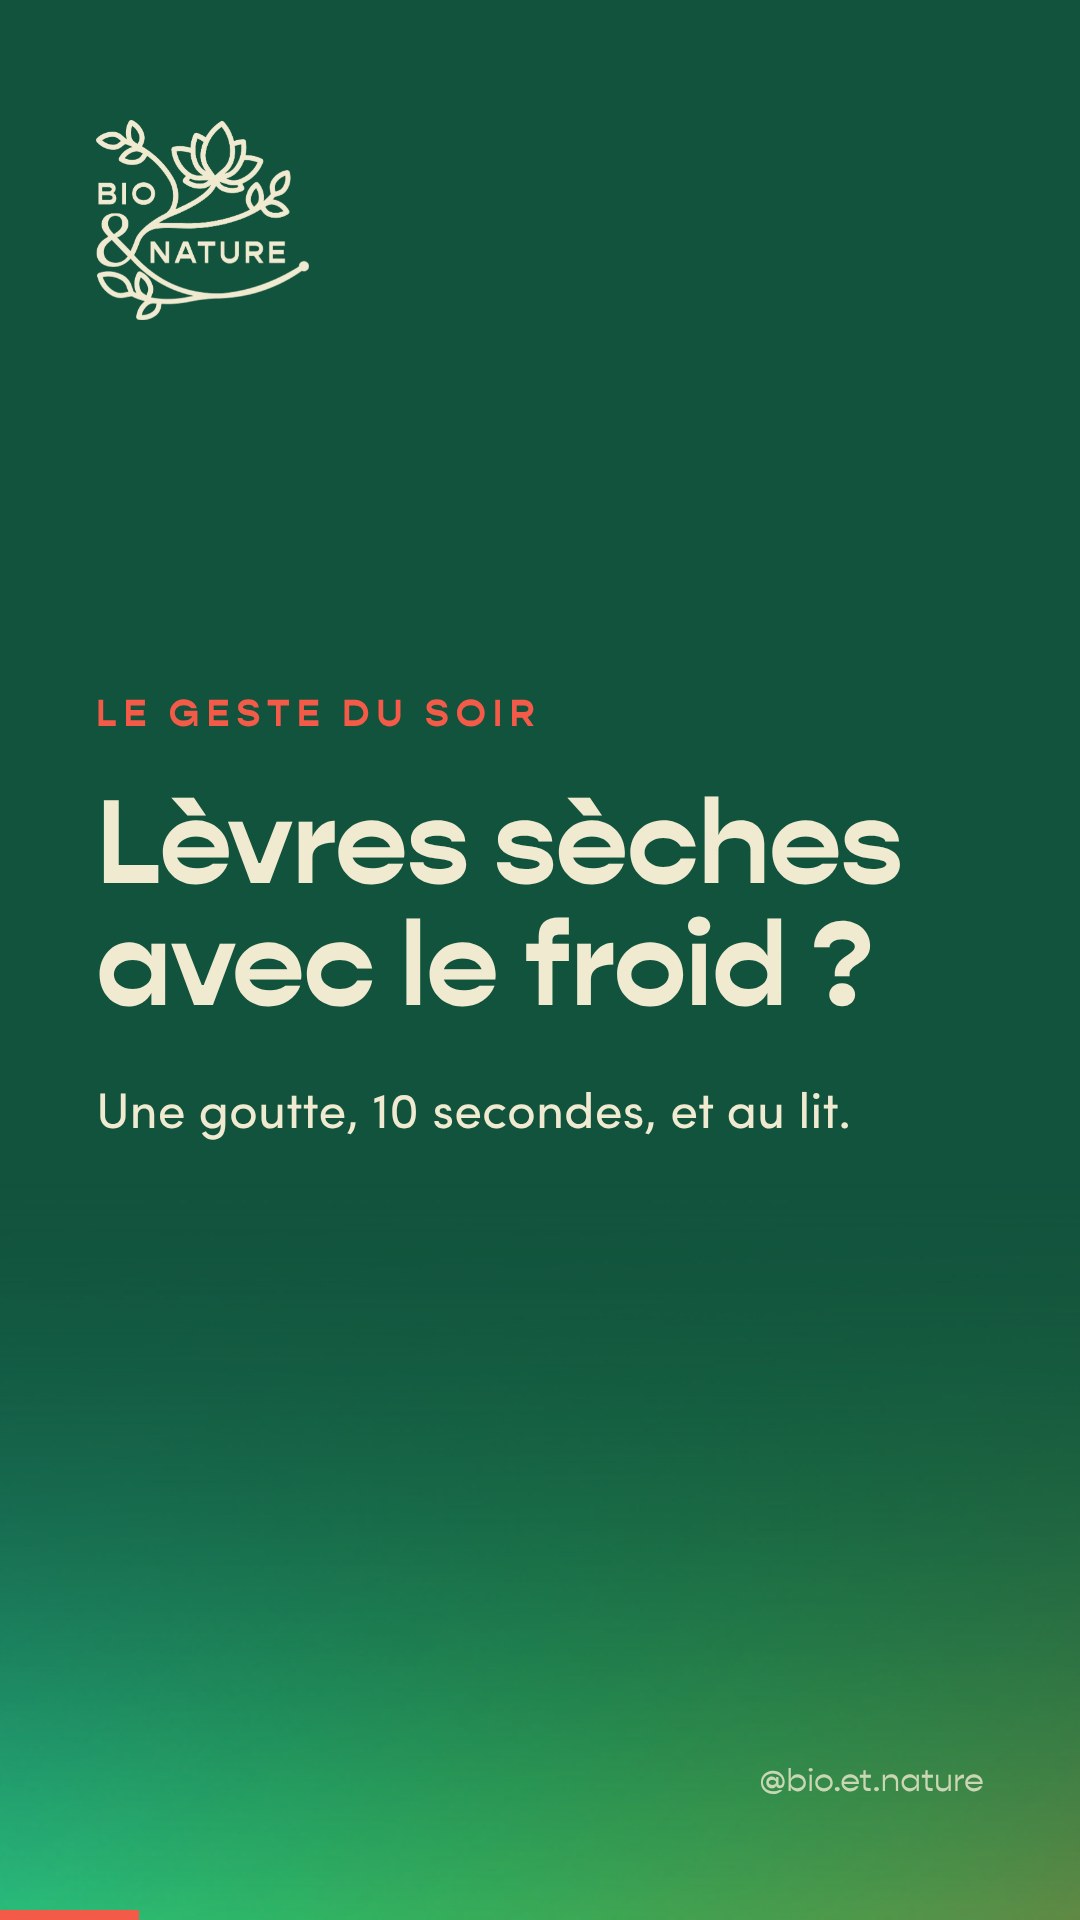 BIO
&
NATURE
LE GESTE DU SOIR
Lèvres sèches
avec le froid ?
Une goutte, 10 secondes, et au lit.
@bio.et.nature